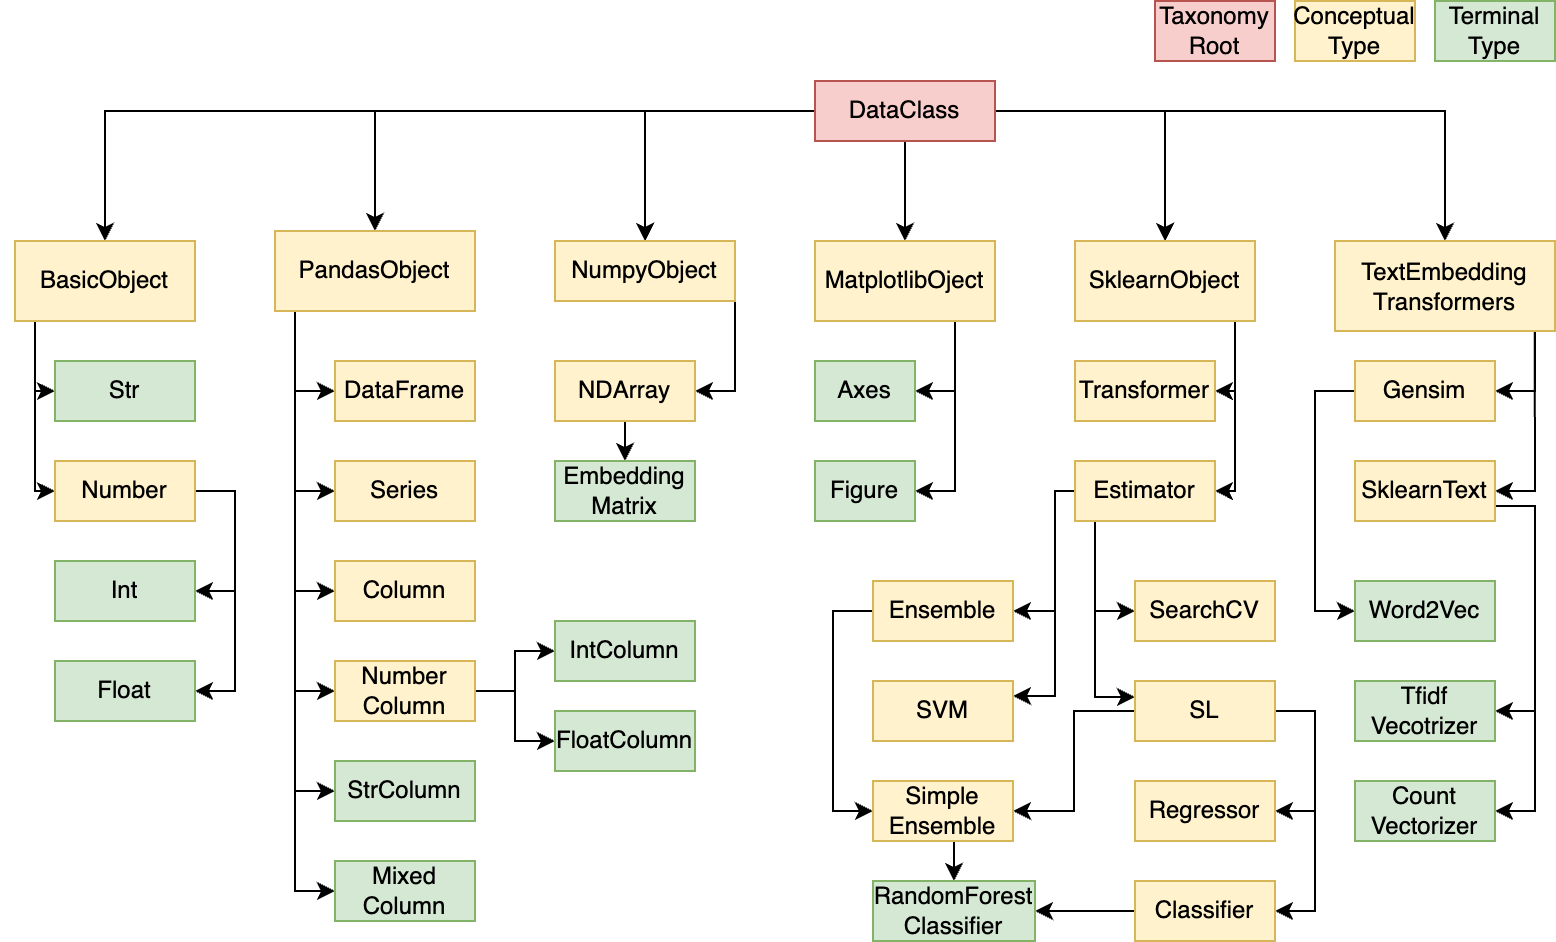 Taxonomy
Root
Conceptual
Type
Terminal
Type
DataClass
BasicObject
PandasObject
NumpyObject
MatplotlibOject
SklearnObject
TextEmbedding
Transformers
Str
DataFrame
NDArray
Axes
Transformer
Gensim
Number
Series
Embedding
Matrix
Figure
Estimator
SklearnText
Int
Column
Ensemble
SearchCV
Word2Vec
Float
Number
Column
IntColumn
FloatColumn
SVM
SL
Tfidf
Vecotrizer
StrColumn
Simple
Ensemble
Regressor
Count
Vectorizer
Mixed
Column
RandomForest
Classifier
Classifier